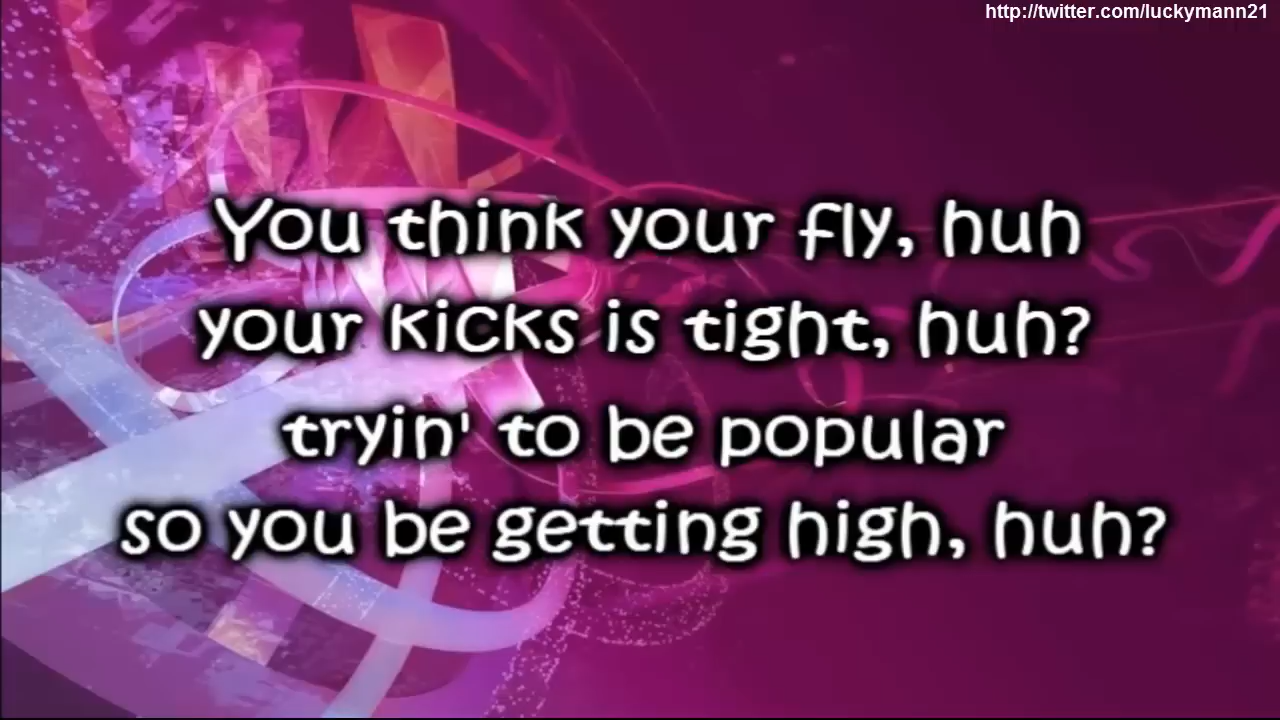 http://twitter.com/luckymann21
You think your fly, huh
your kicks is tight, huh?
tryin' to be popular
so you be getting high, huh?